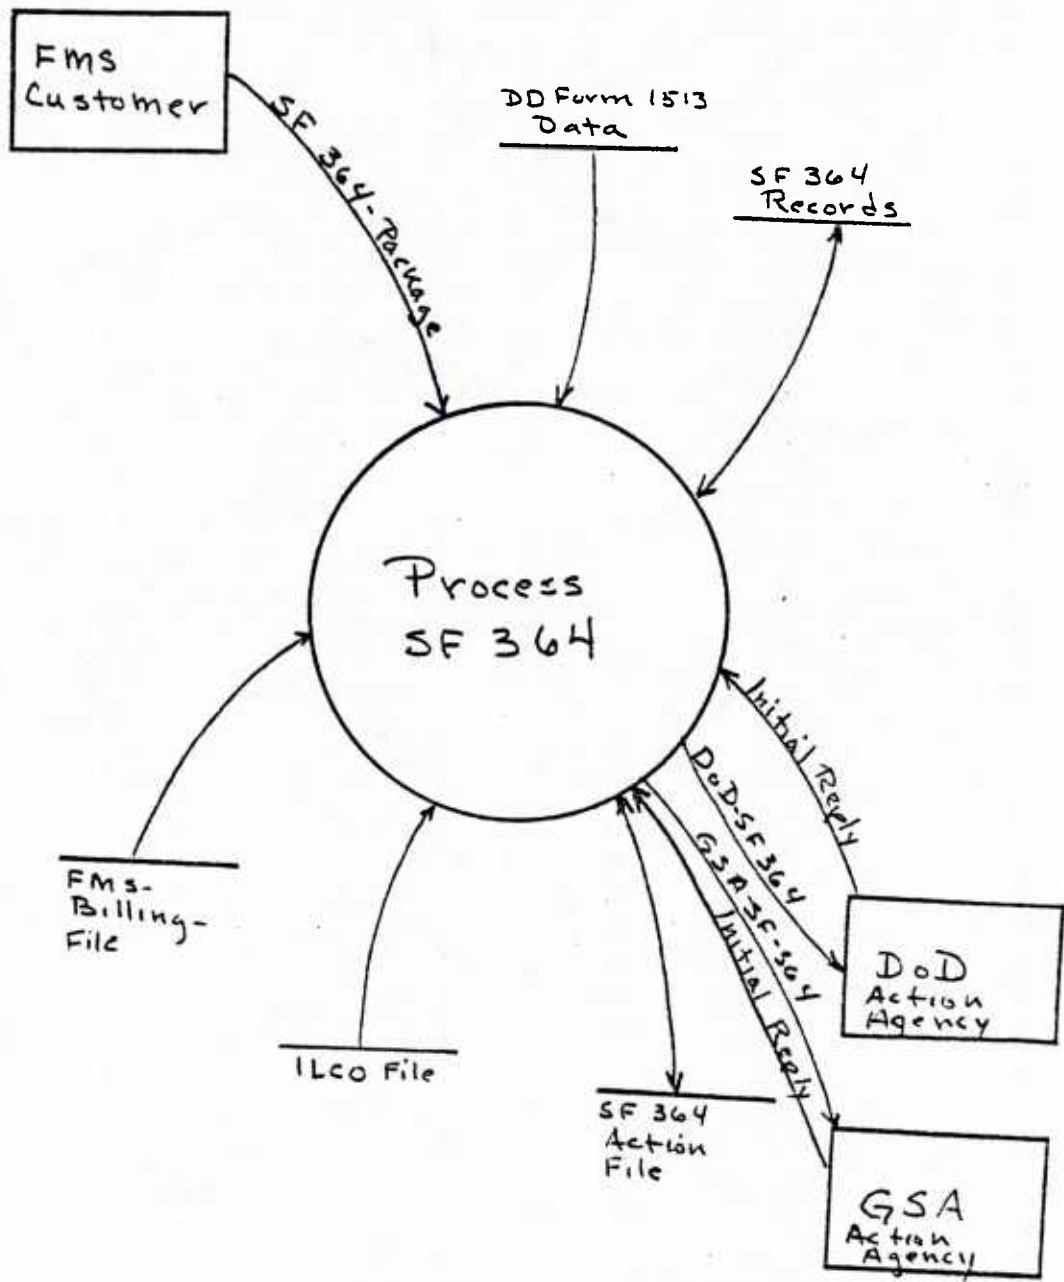 FMS
Customer
SF 364-Package
DD Form 1513
Data
SF 364
Records
Process
SF 364
Initial Reply
DoD-SF 364
GSA-SF-364
Initial Reply
FMS-
Billing-
File
ILCO File
SF 364
Action
File
DoD
Action
Agency
GSA
Action
Agency